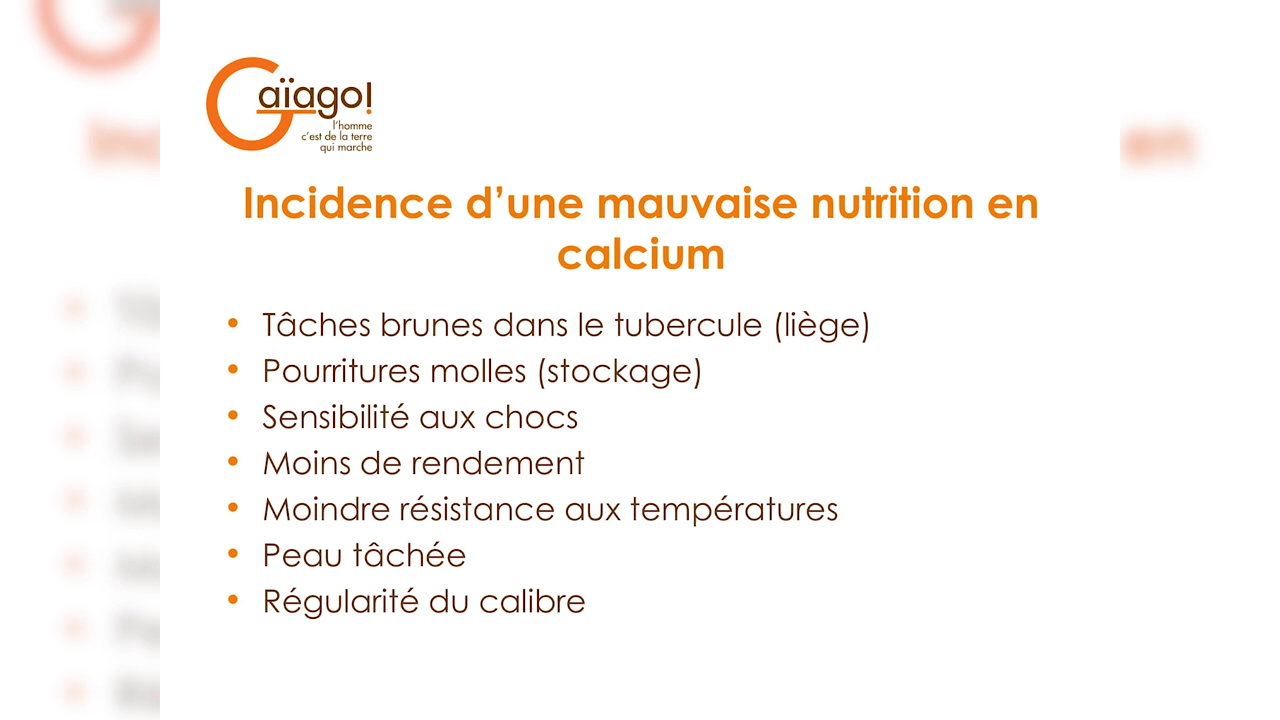 Gaïago!
l'homme
c'est de la terre
qui marche
Incidence d'une mauvaise nutrition en
calcium
• Tâches brunes dans le tubercule (liège)
• Pourritures molles (stockage)
• Sensibilité aux chocs
• Moins de rendement
• Moindre résistance aux températures
• Peau tâchée
• Régularité du calibre